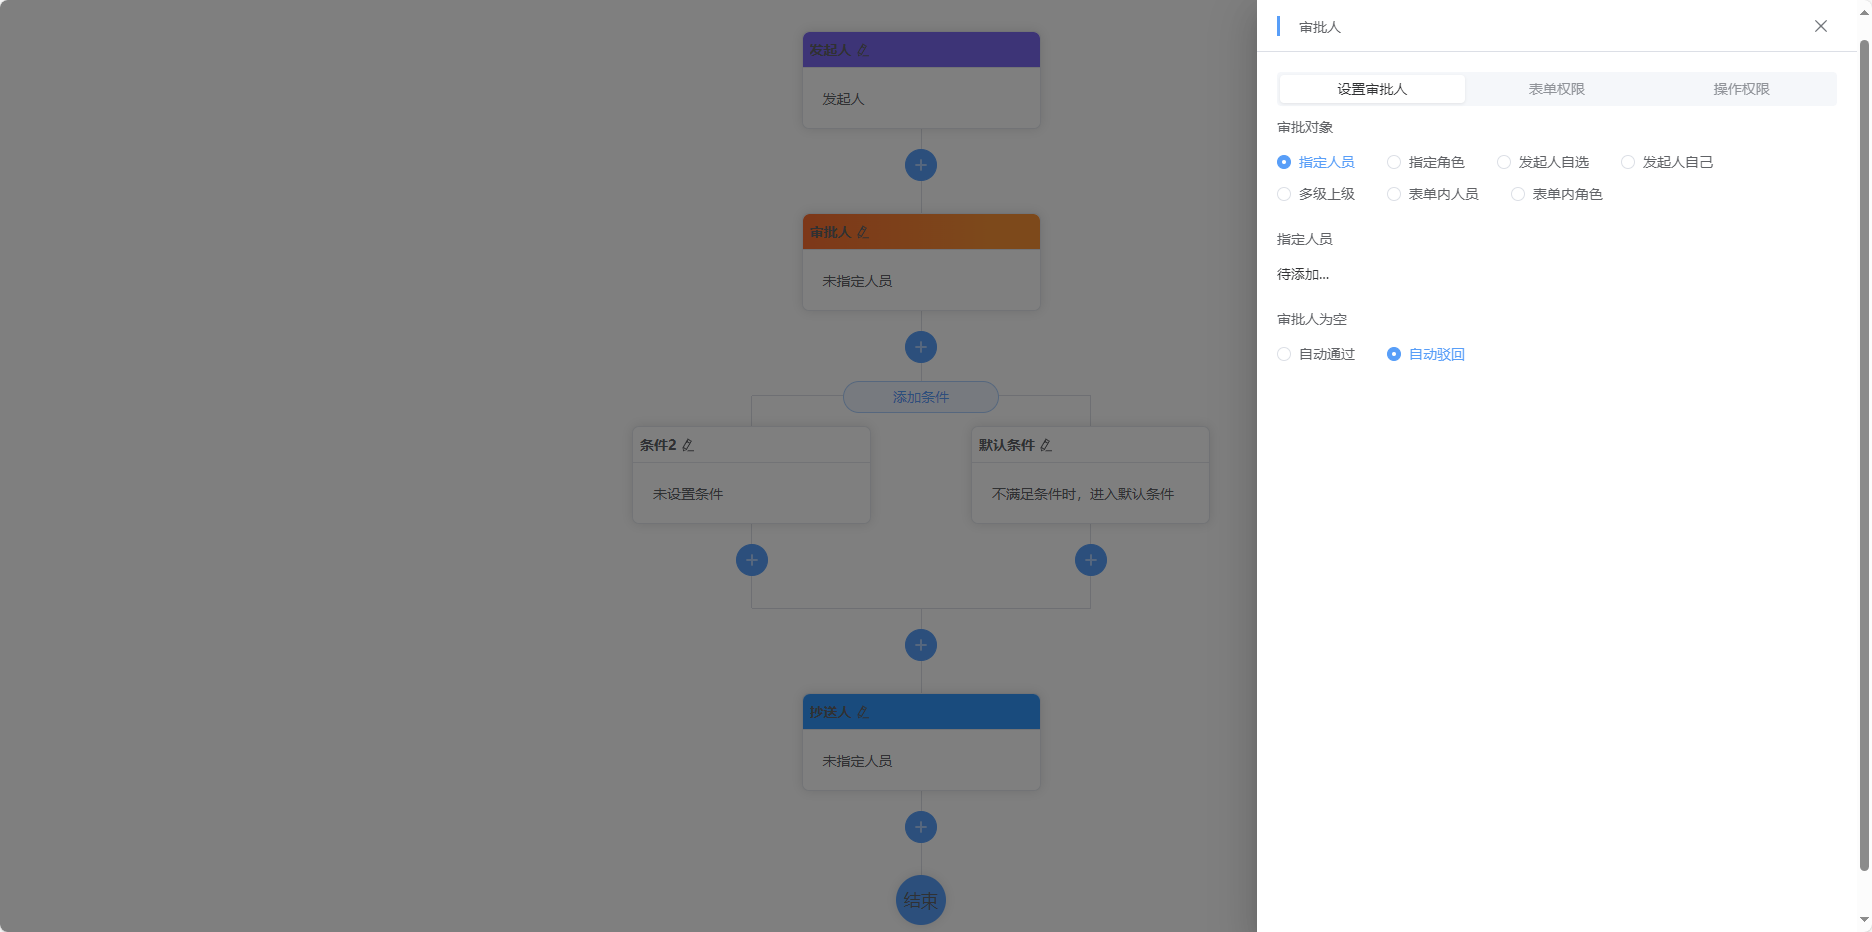 发起人
发起人
审批人
未指定人员
添加条件
条件2
未设置条件
默认条件
不满足条件时，进入默认条件
抄送人
未指定人员
结束
审批人
设置审批人 表单权限 操作权限
审批对象
指定人员 指定角色 发起人自选 发起人自己
多级上级 表单内人员 表单内角色
指定人员
待添加...
审批人为空
自动通过 自动驳回